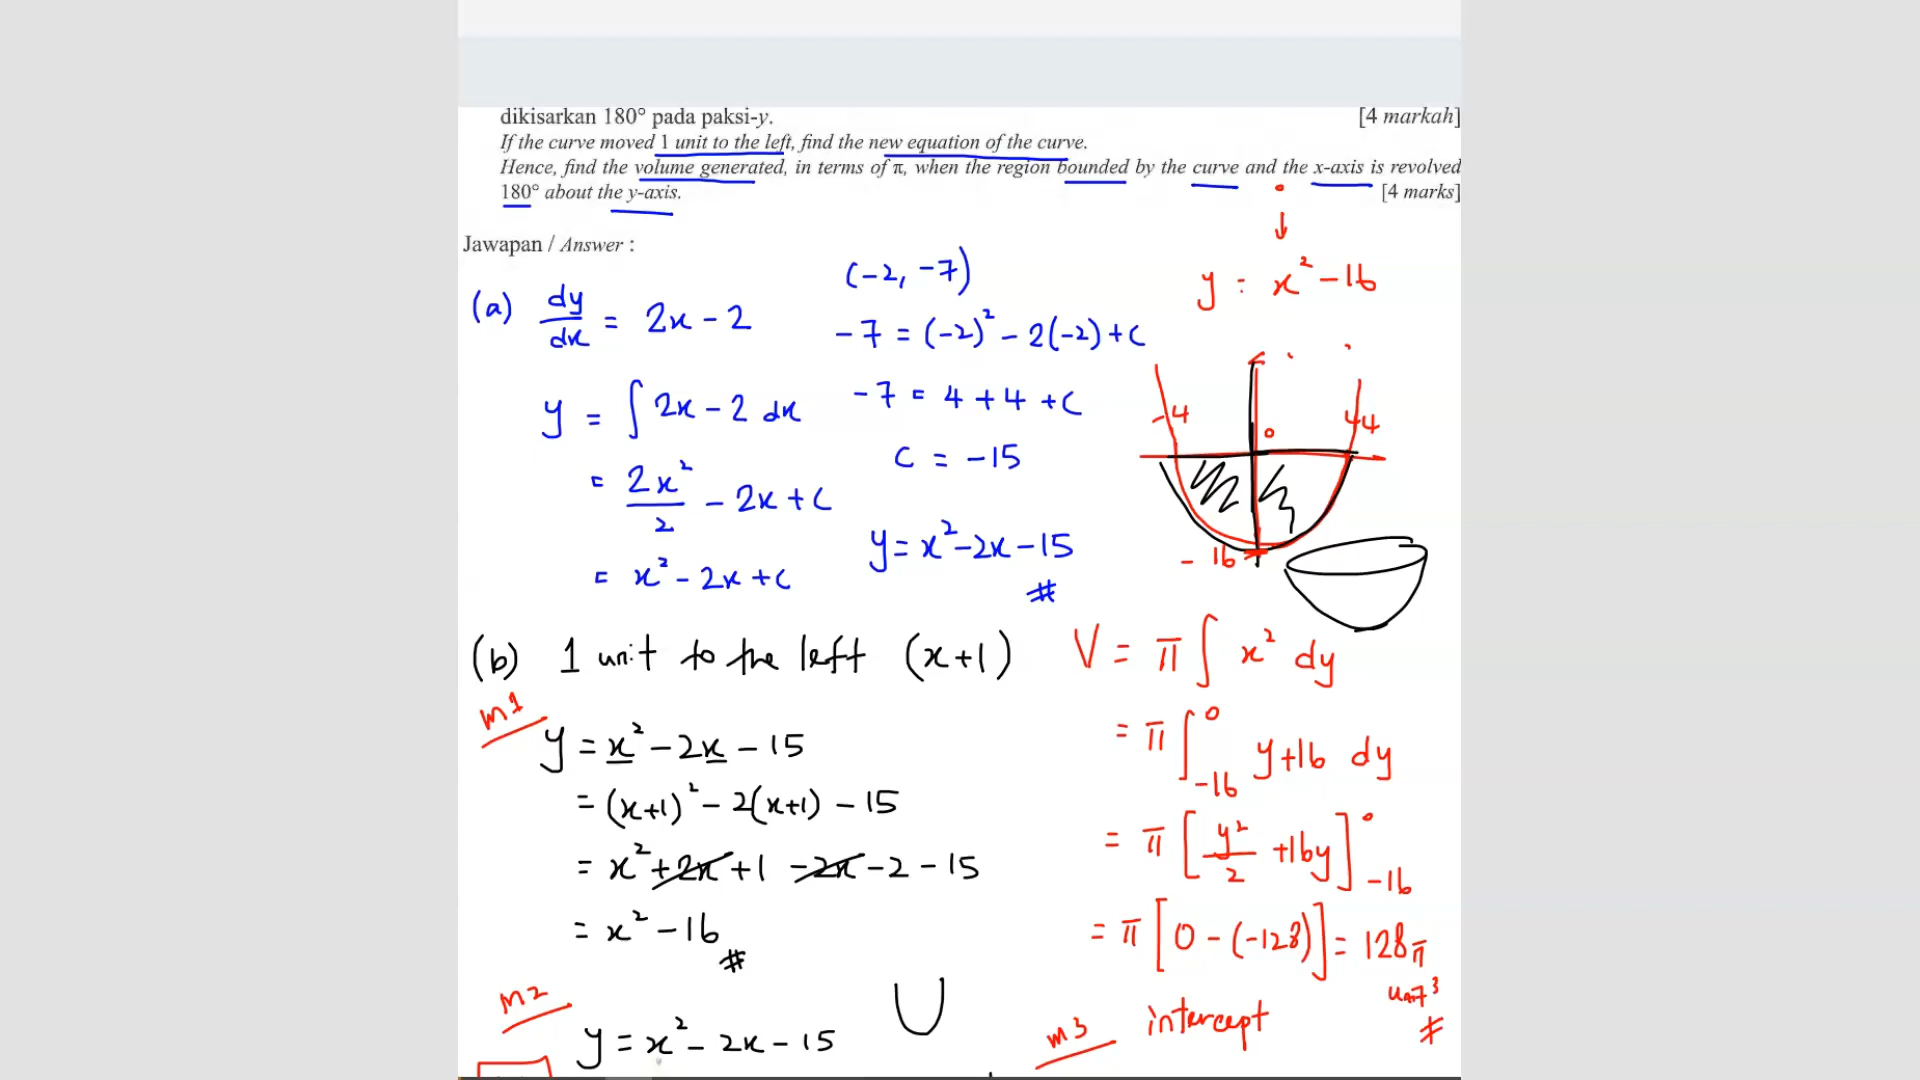 dikisarkan 180° pada paksi-y. [4 markah]
If the curve moved 1 unit to the left, find the new equation of the curve.
Hence, find the volume generated, in terms of π, when the region bounded by the curve and the x-axis is revolved
180° about the y-axis. [4 marks]
Jawapan / Answer :
(a) dy/dx = 2x - 2
y = ∫ 2x - 2 dx
= 2x²/2 - 2x + c
= x² - 2x + c
(-2, -7)
-7 = (-2)² - 2(-2) + c
-7 = 4 + 4 + c
c = -15
y = x² - 2x - 15 #
y = x² - 16
-4 0 4
-16
(b) 1 unit to the left (x+1)
m1
y = x² - 2x - 15
= (x+1)² - 2(x+1) - 15
= x² + 2x + 1 - 2x - 2 - 15
= x² - 16 #
V = π ∫ x² dy
= π ∫₋₁₆⁰ y+16 dy
= π [y²/2 + 16y]₋₁₆⁰
= π [0 - (-128)] = 128π
unit³ #
m2
y = x² - 2x - 15
m3 intercept